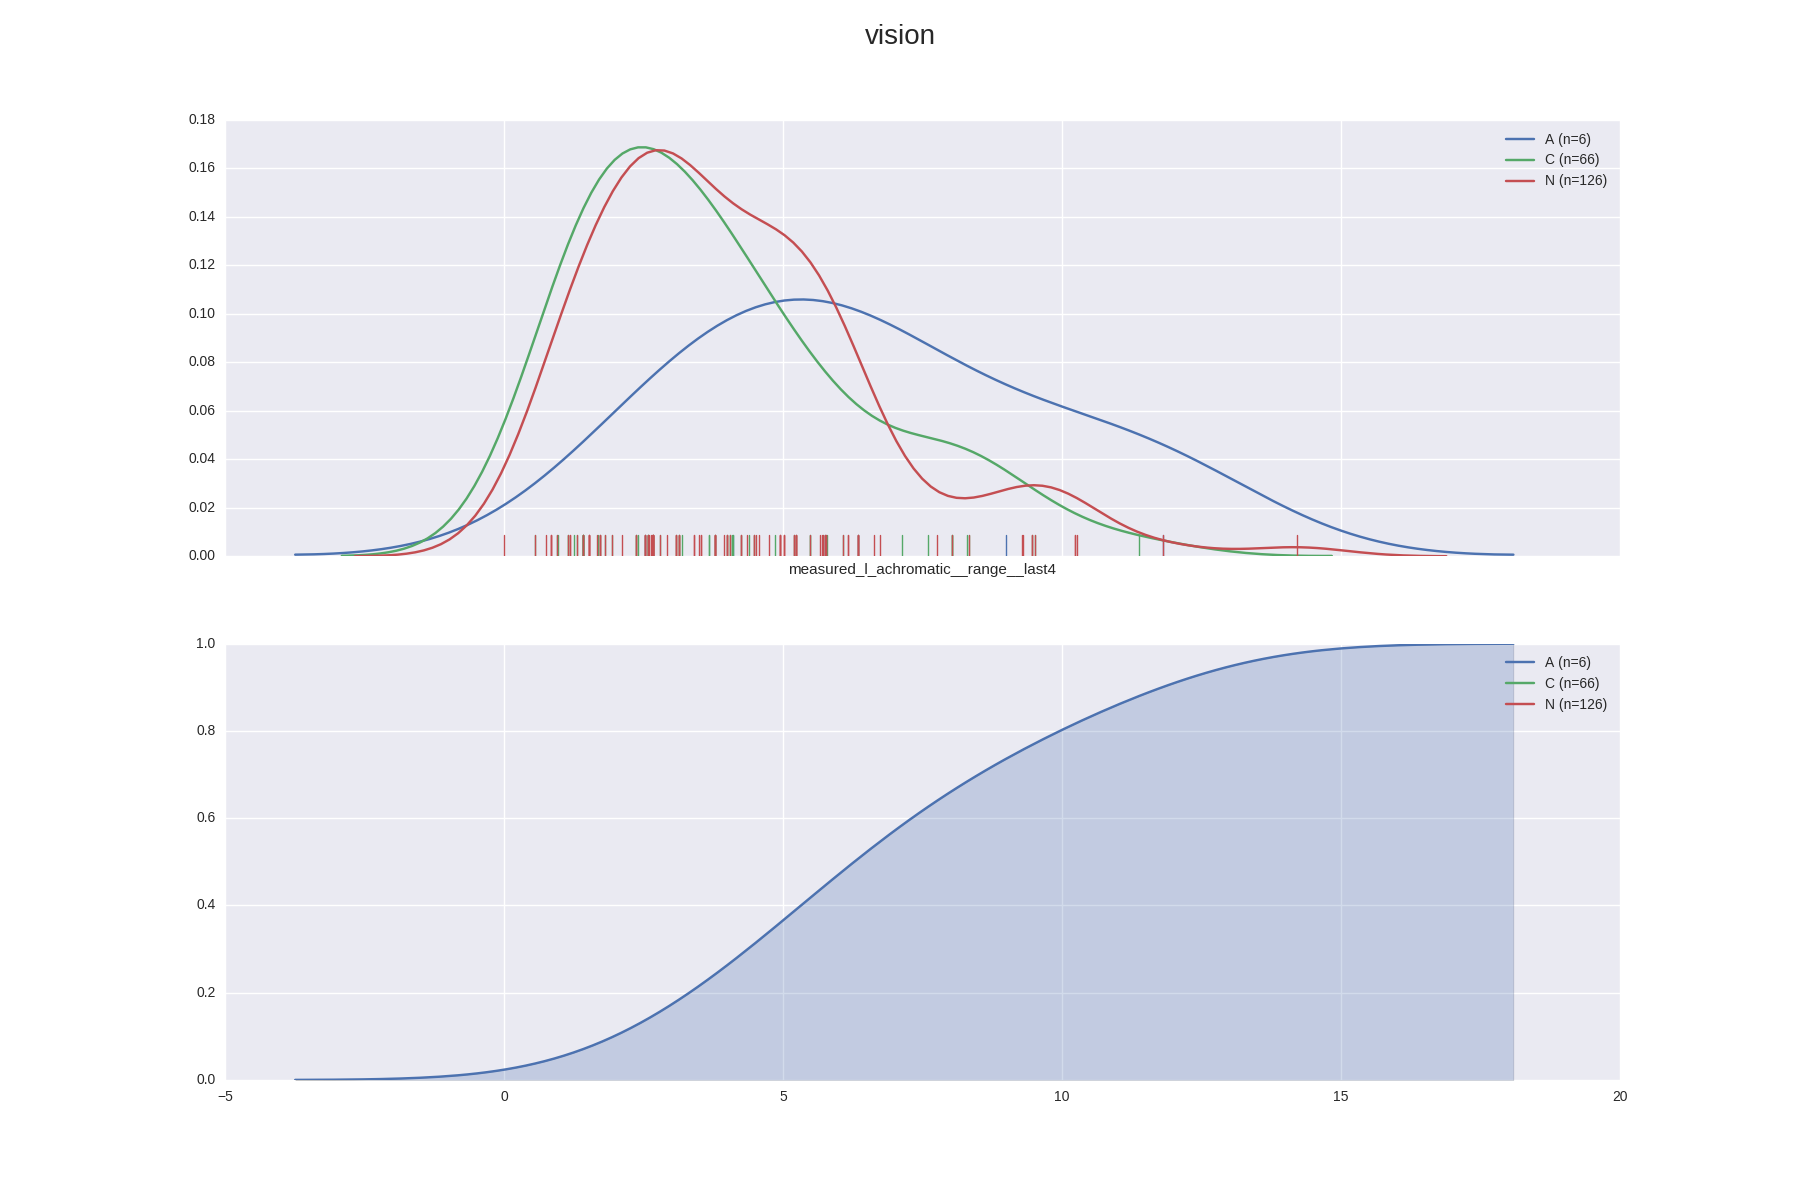 vision
0.18
0.16
0.14
0.12
0.10
0.08
0.06
0.04
0.02
0.00
A (n=6)
C (n=66)
N (n=126)
measured_l_achromatic__range__last4
1.0
0.8
0.6
0.4
0.2
0.0
A (n=6)
C (n=66)
N (n=126)
−5 0 5 10 15 20